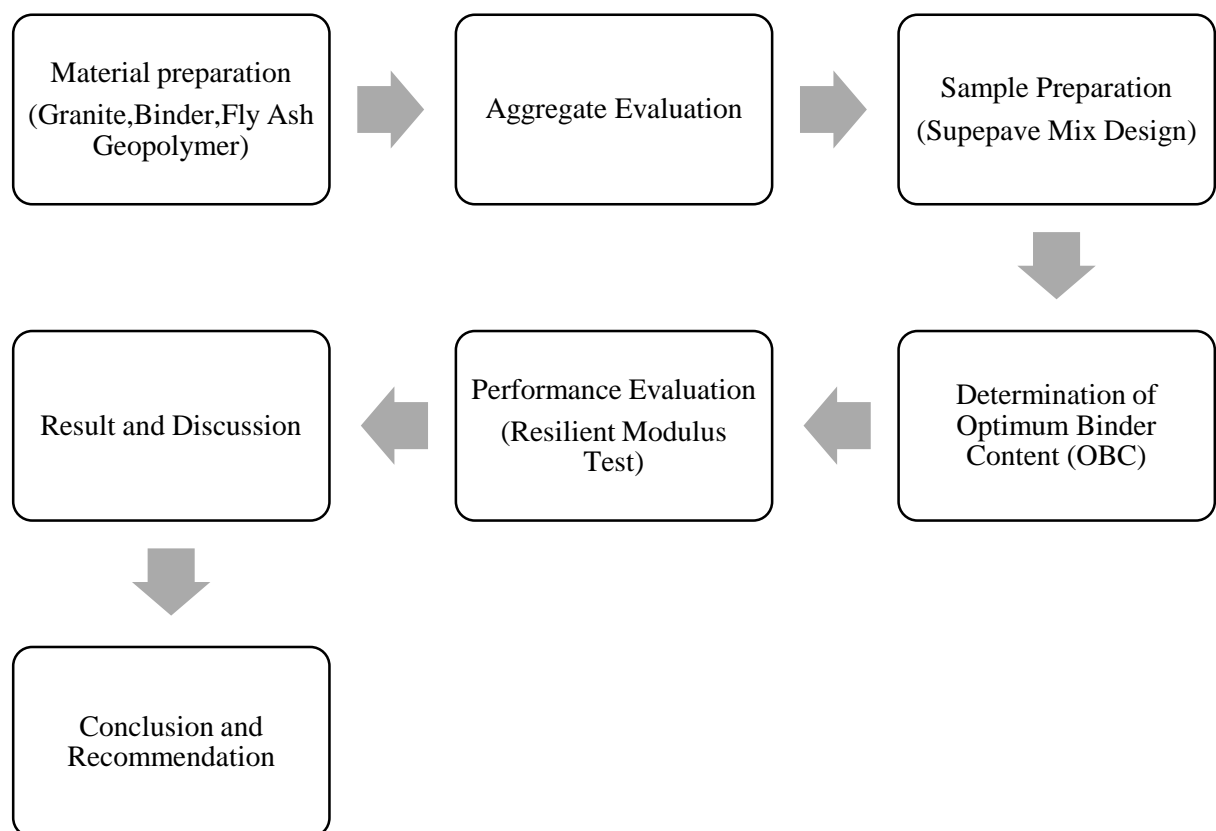 Material preparation
(Granite,Binder,Fly Ash
Geopolymer)
Aggregate Evaluation
Sample Preparation
(Supepave Mix Design)
Determination of
Optimum Binder
Content (OBC)
Performance Evaluation
(Resilient Modulus
Test)
Result and Discussion
Conclusion and
Recommendation